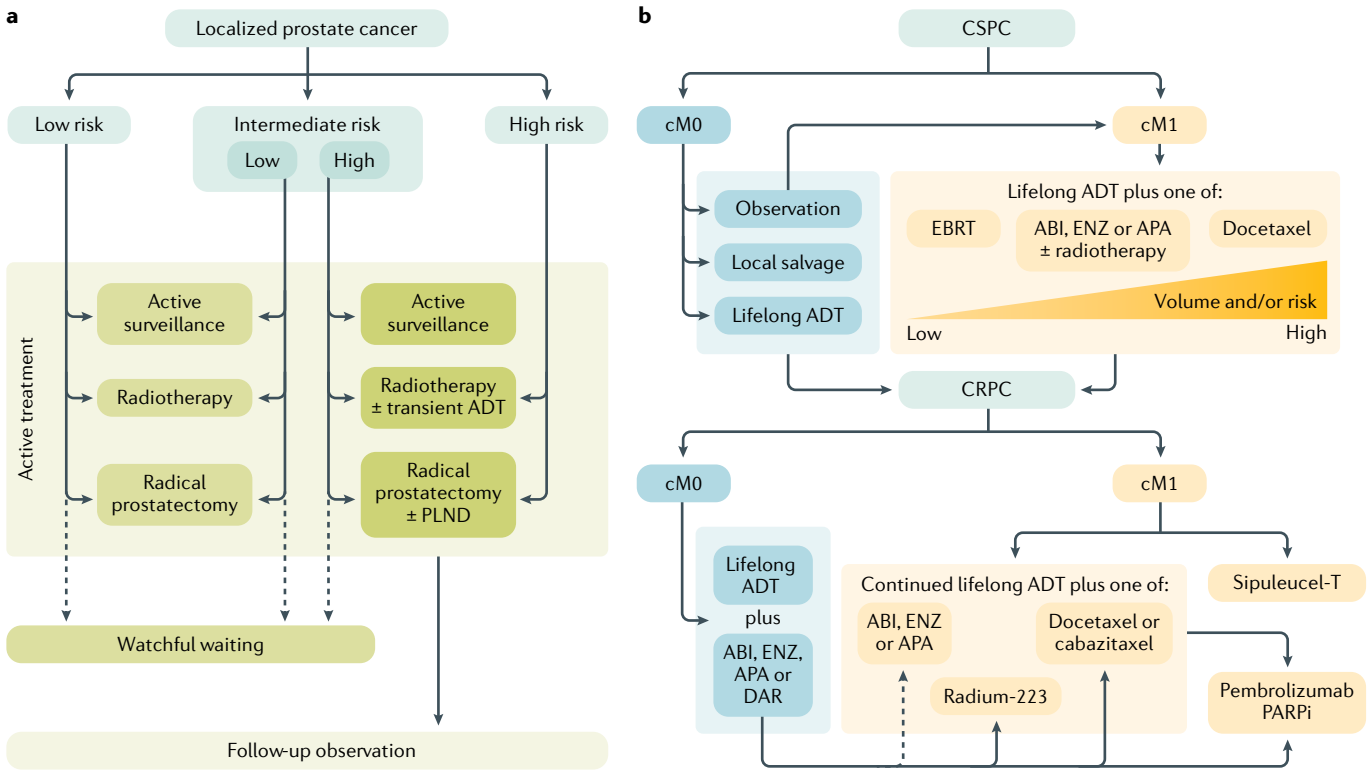 a
Localized prostate cancer
Low risk
Intermediate risk
Low
High
High risk
Active treatment
Active
surveillance
Radiotherapy
Radical
prostatectomy
Active
surveillance
Radiotherapy
± transient ADT
Radical
prostatectomy
± PLND
Watchful waiting
Follow-up observation
b
CSPC
cM0
cM1
Observation
Local salvage
Lifelong ADT
Lifelong ADT plus one of:
EBRT
ABI, ENZ or APA
± radiotherapy
Docetaxel
Volume and/or risk
Low
High
CRPC
cM0
cM1
Lifelong
ADT
plus
ABI, ENZ,
APA or
DAR
Continued lifelong ADT plus one of:
ABI, ENZ
or APA
Docetaxel or
cabazitaxel
Radium-223
Sipuleucel-T
Pembrolizumab
PARPi